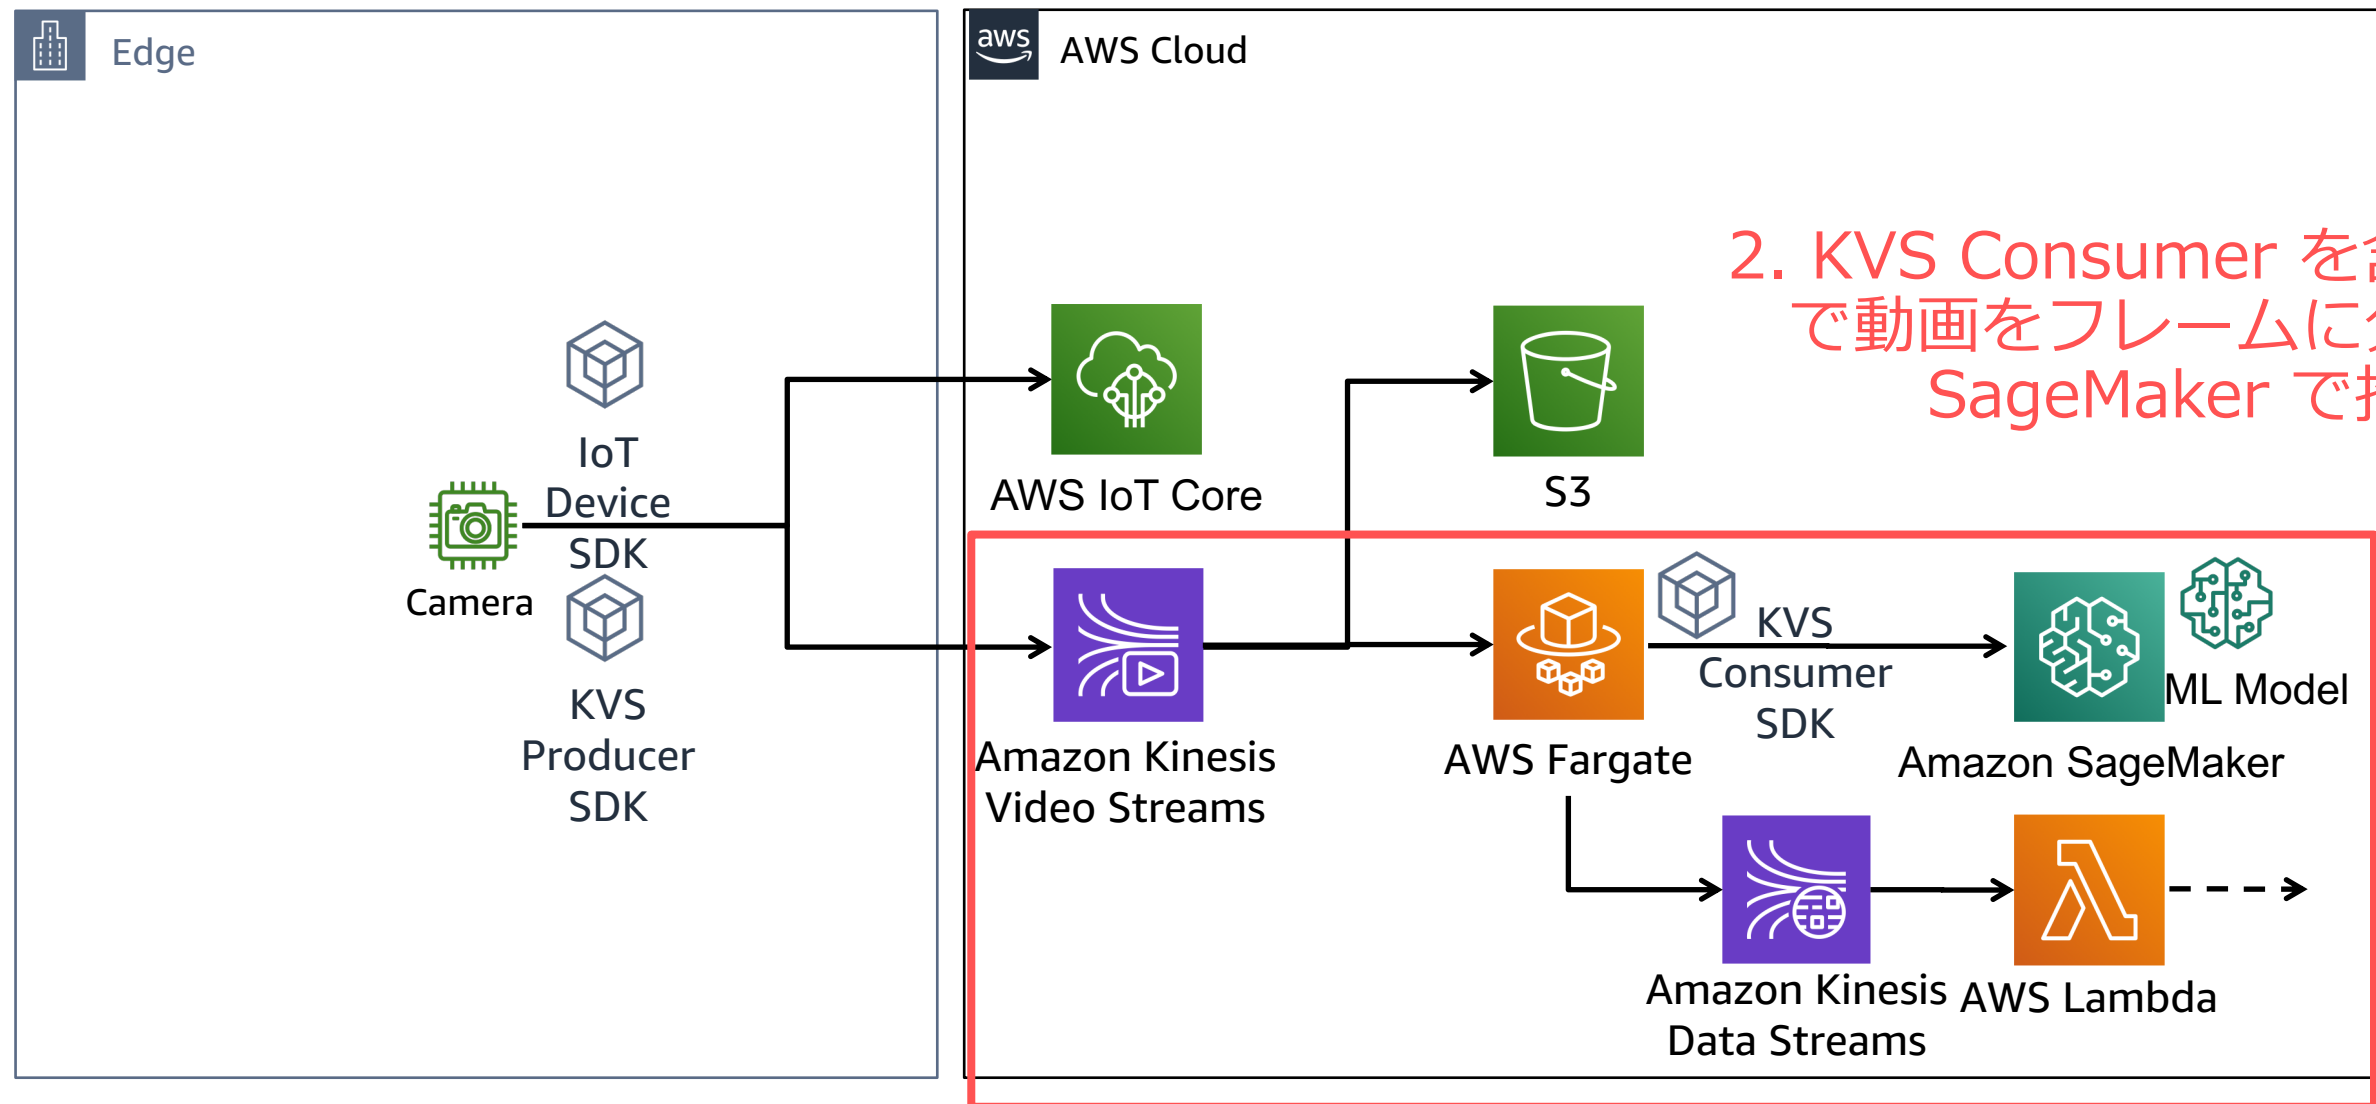 Edge
aws
AWS Cloud
2. KVS Consumer を
で動画をフレームに
SageMaker で
IoT
Device
SDK
Camera
KVS
Producer
SDK
AWS IoT Core
S3
Amazon Kinesis
Video Streams
AWS Fargate
KVS
Consumer
SDK
ML Model
Amazon SageMaker
Amazon Kinesis
Data Streams
AWS Lambda